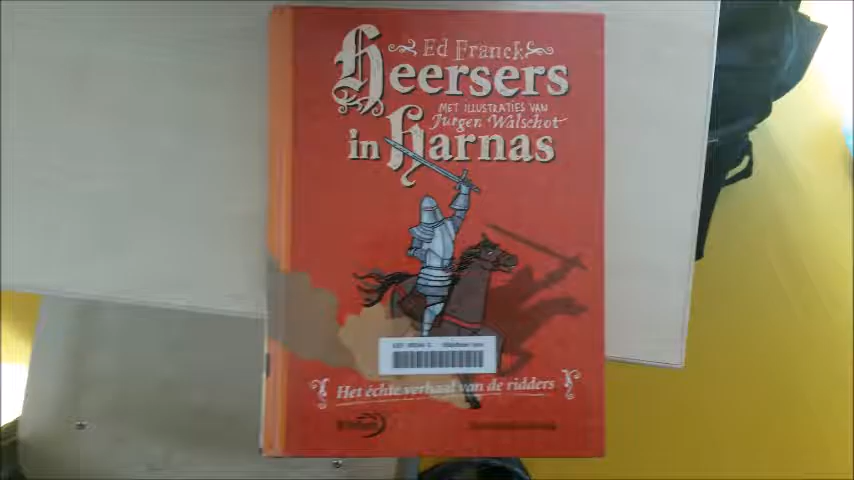 Ed Franck
Heersers
MET ILLUSTRATIES VAN
Jurgen Walschot
in Harnas
Het échte verhaal van de ridders